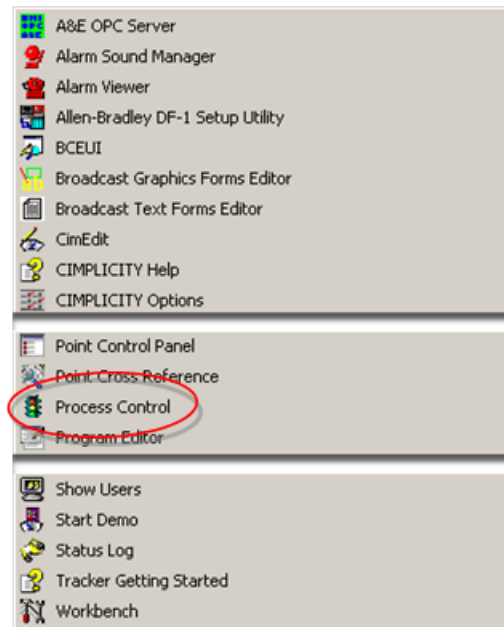 A&E OPC Server
Alarm Sound Manager
Alarm Viewer
Allen-Bradley DF-1 Setup Utility
BCEUI
Broadcast Graphics Forms Editor
Broadcast Text Forms Editor
CimEdit
CIMPLICITY Help
CIMPLICITY Options
Point Control Panel
Point Cross Reference
Process Control
Program Editor
Show Users
Start Demo
Status Log
Tracker Getting Started
Workbench